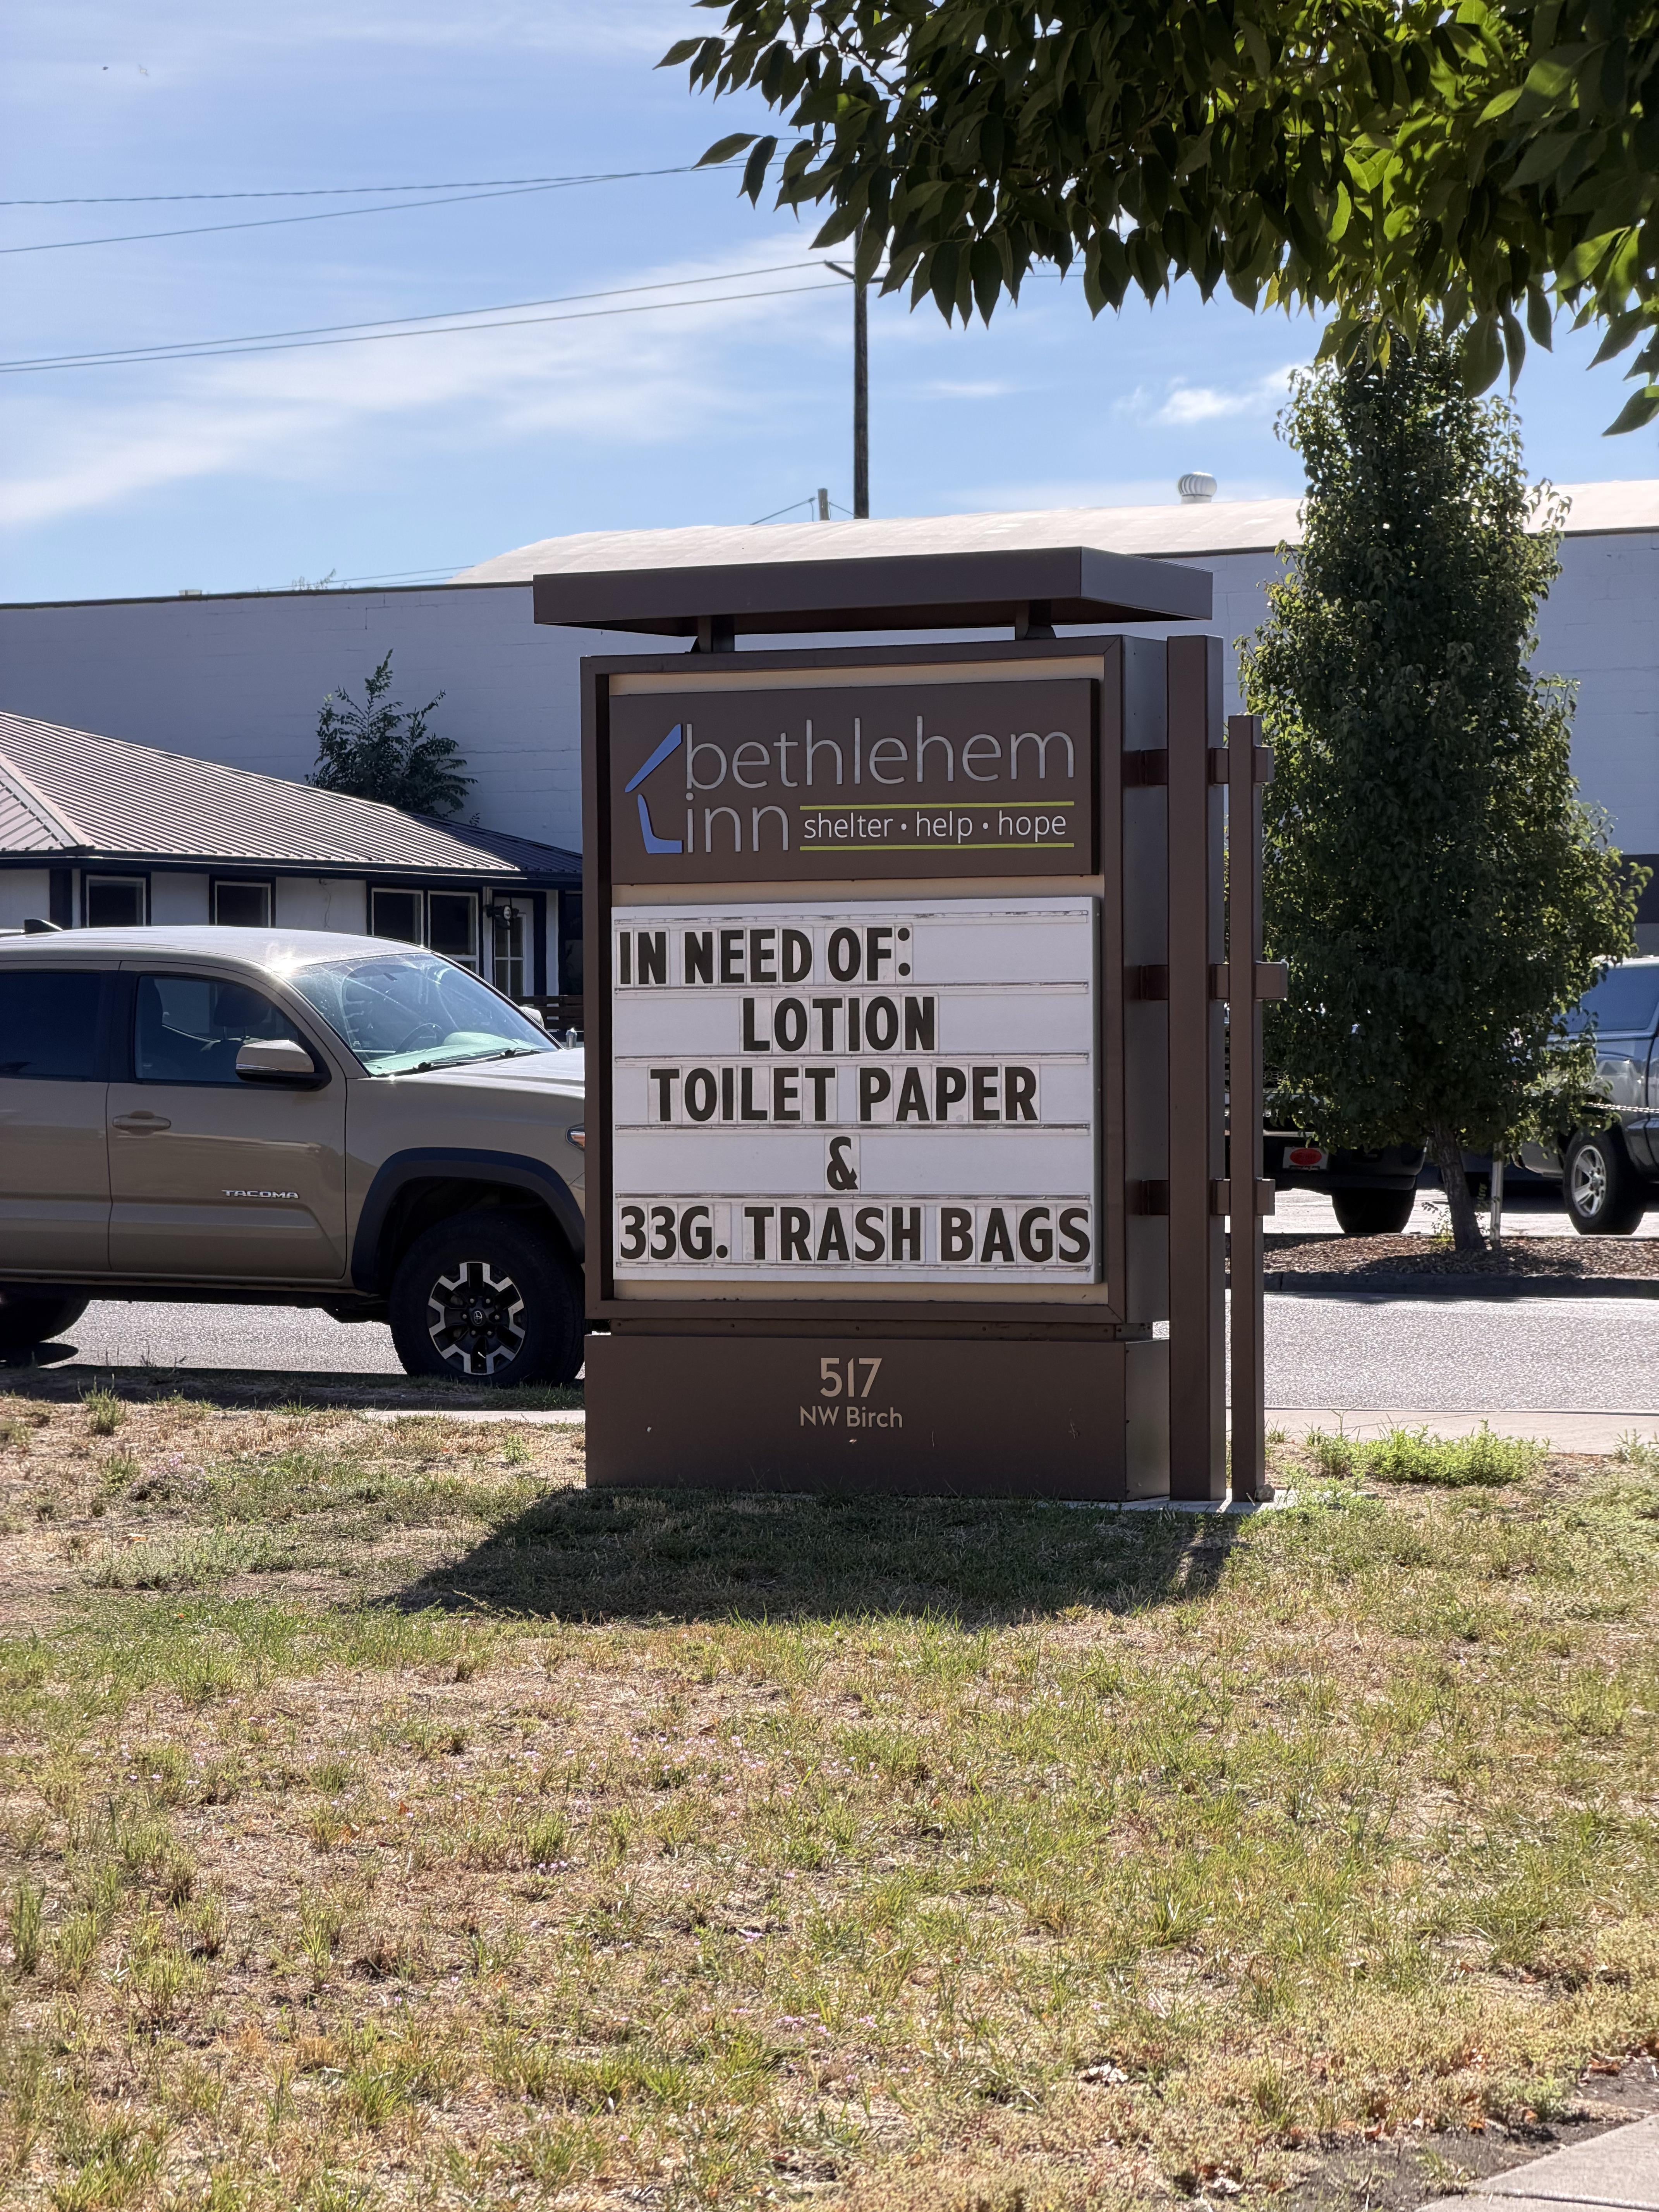 bethlehem
inn shelter • help • hope
IN NEED OF:
LOTION
TOILET PAPER
&
33G. TRASH BAGS
517
NW Birch
TACOMA